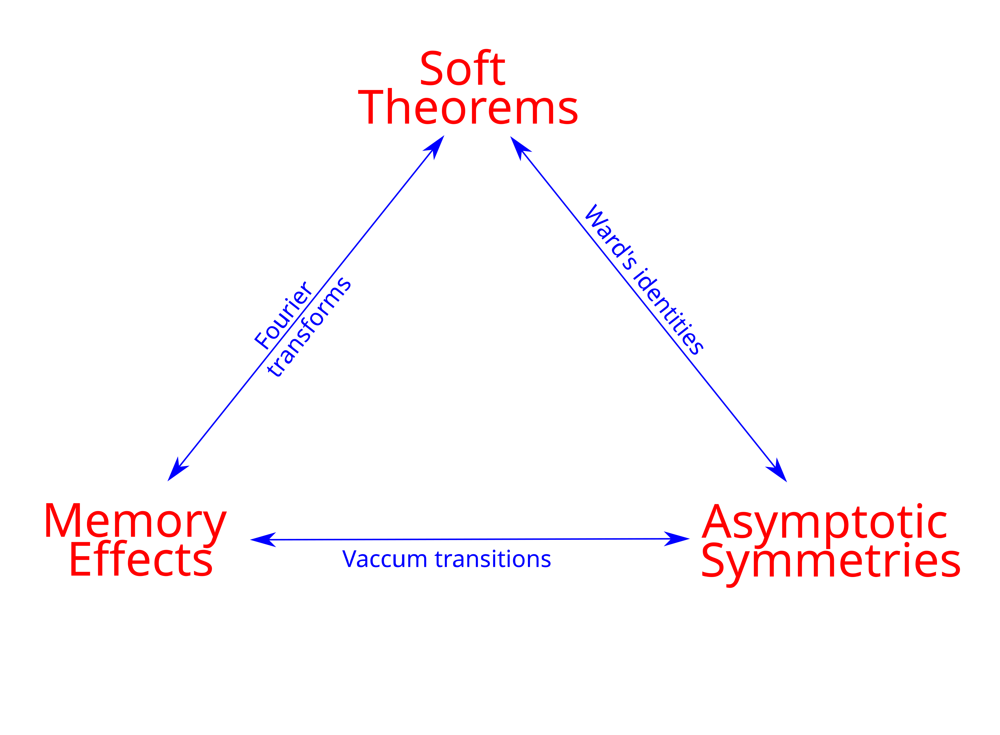 Soft
Theorems
Ward's identities
Fourier
transforms
Memory
Effects
Vaccum transitions
Asymptotic
Symmetries